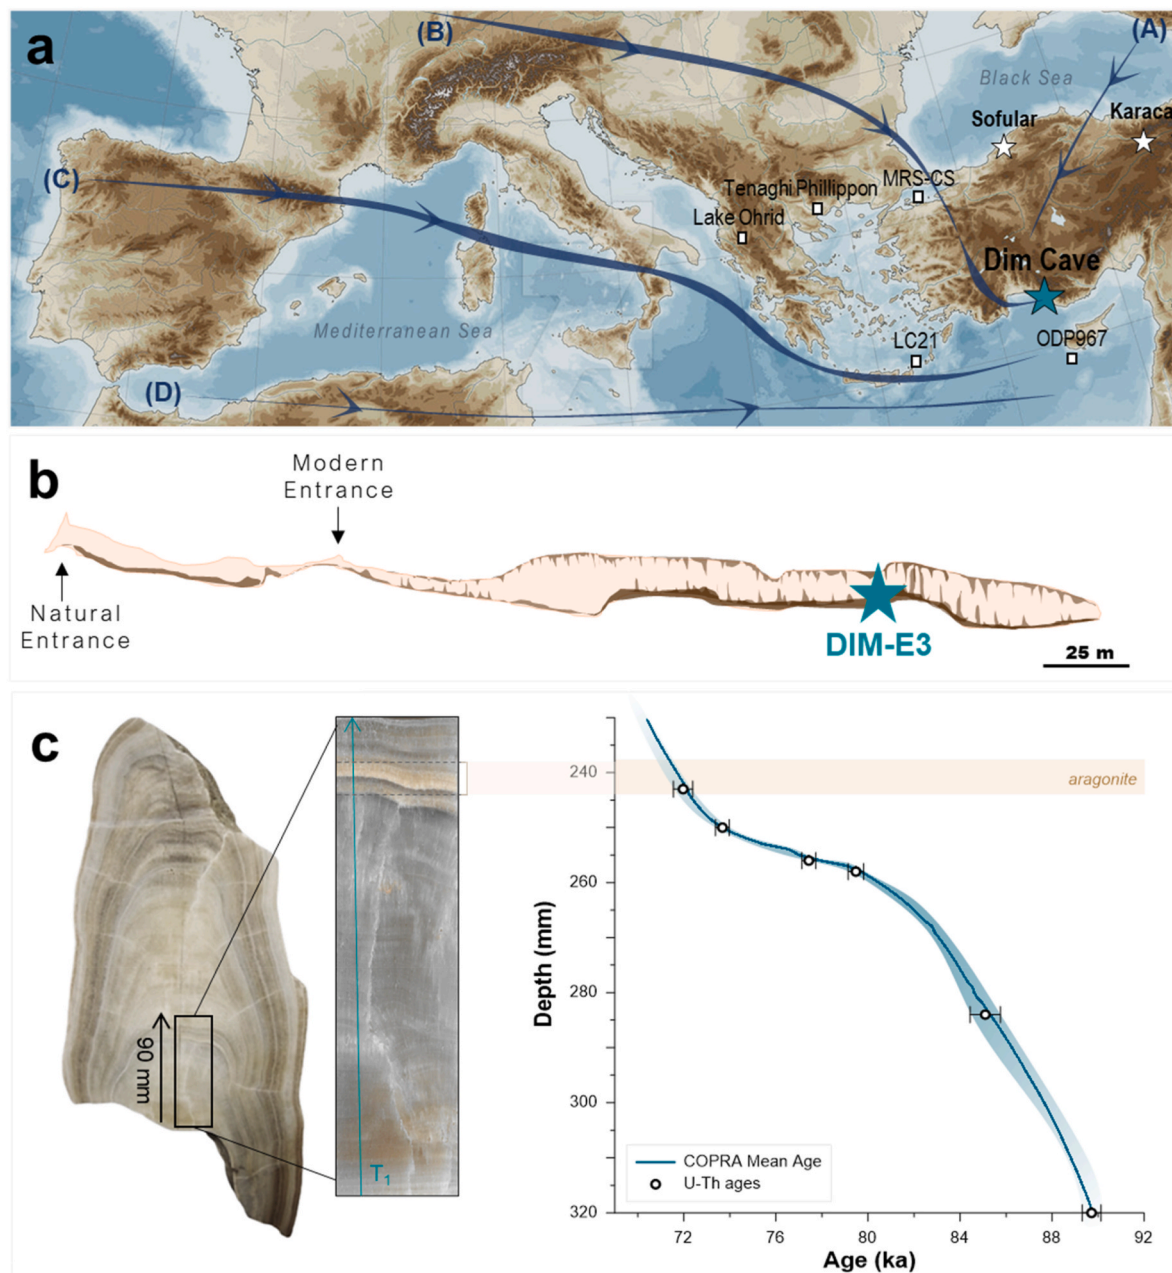 a
(B)
(A)
Black Sea
Sofular
Karaca
(C)
MRS-CS
Tenaghi Phillippon
Lake Ohrid
Dim Cave
Mediterranean Sea
LC21
ODP967
(D)
b
Modern
Entrance
Natural
Entrance
DIM-E3
25 m
c
90 mm
T1
240
260
280
300
320
Depth (mm)
aragonite
COPRA Mean Age
U-Th ages
72
76
80
84
88
92
Age (ka)